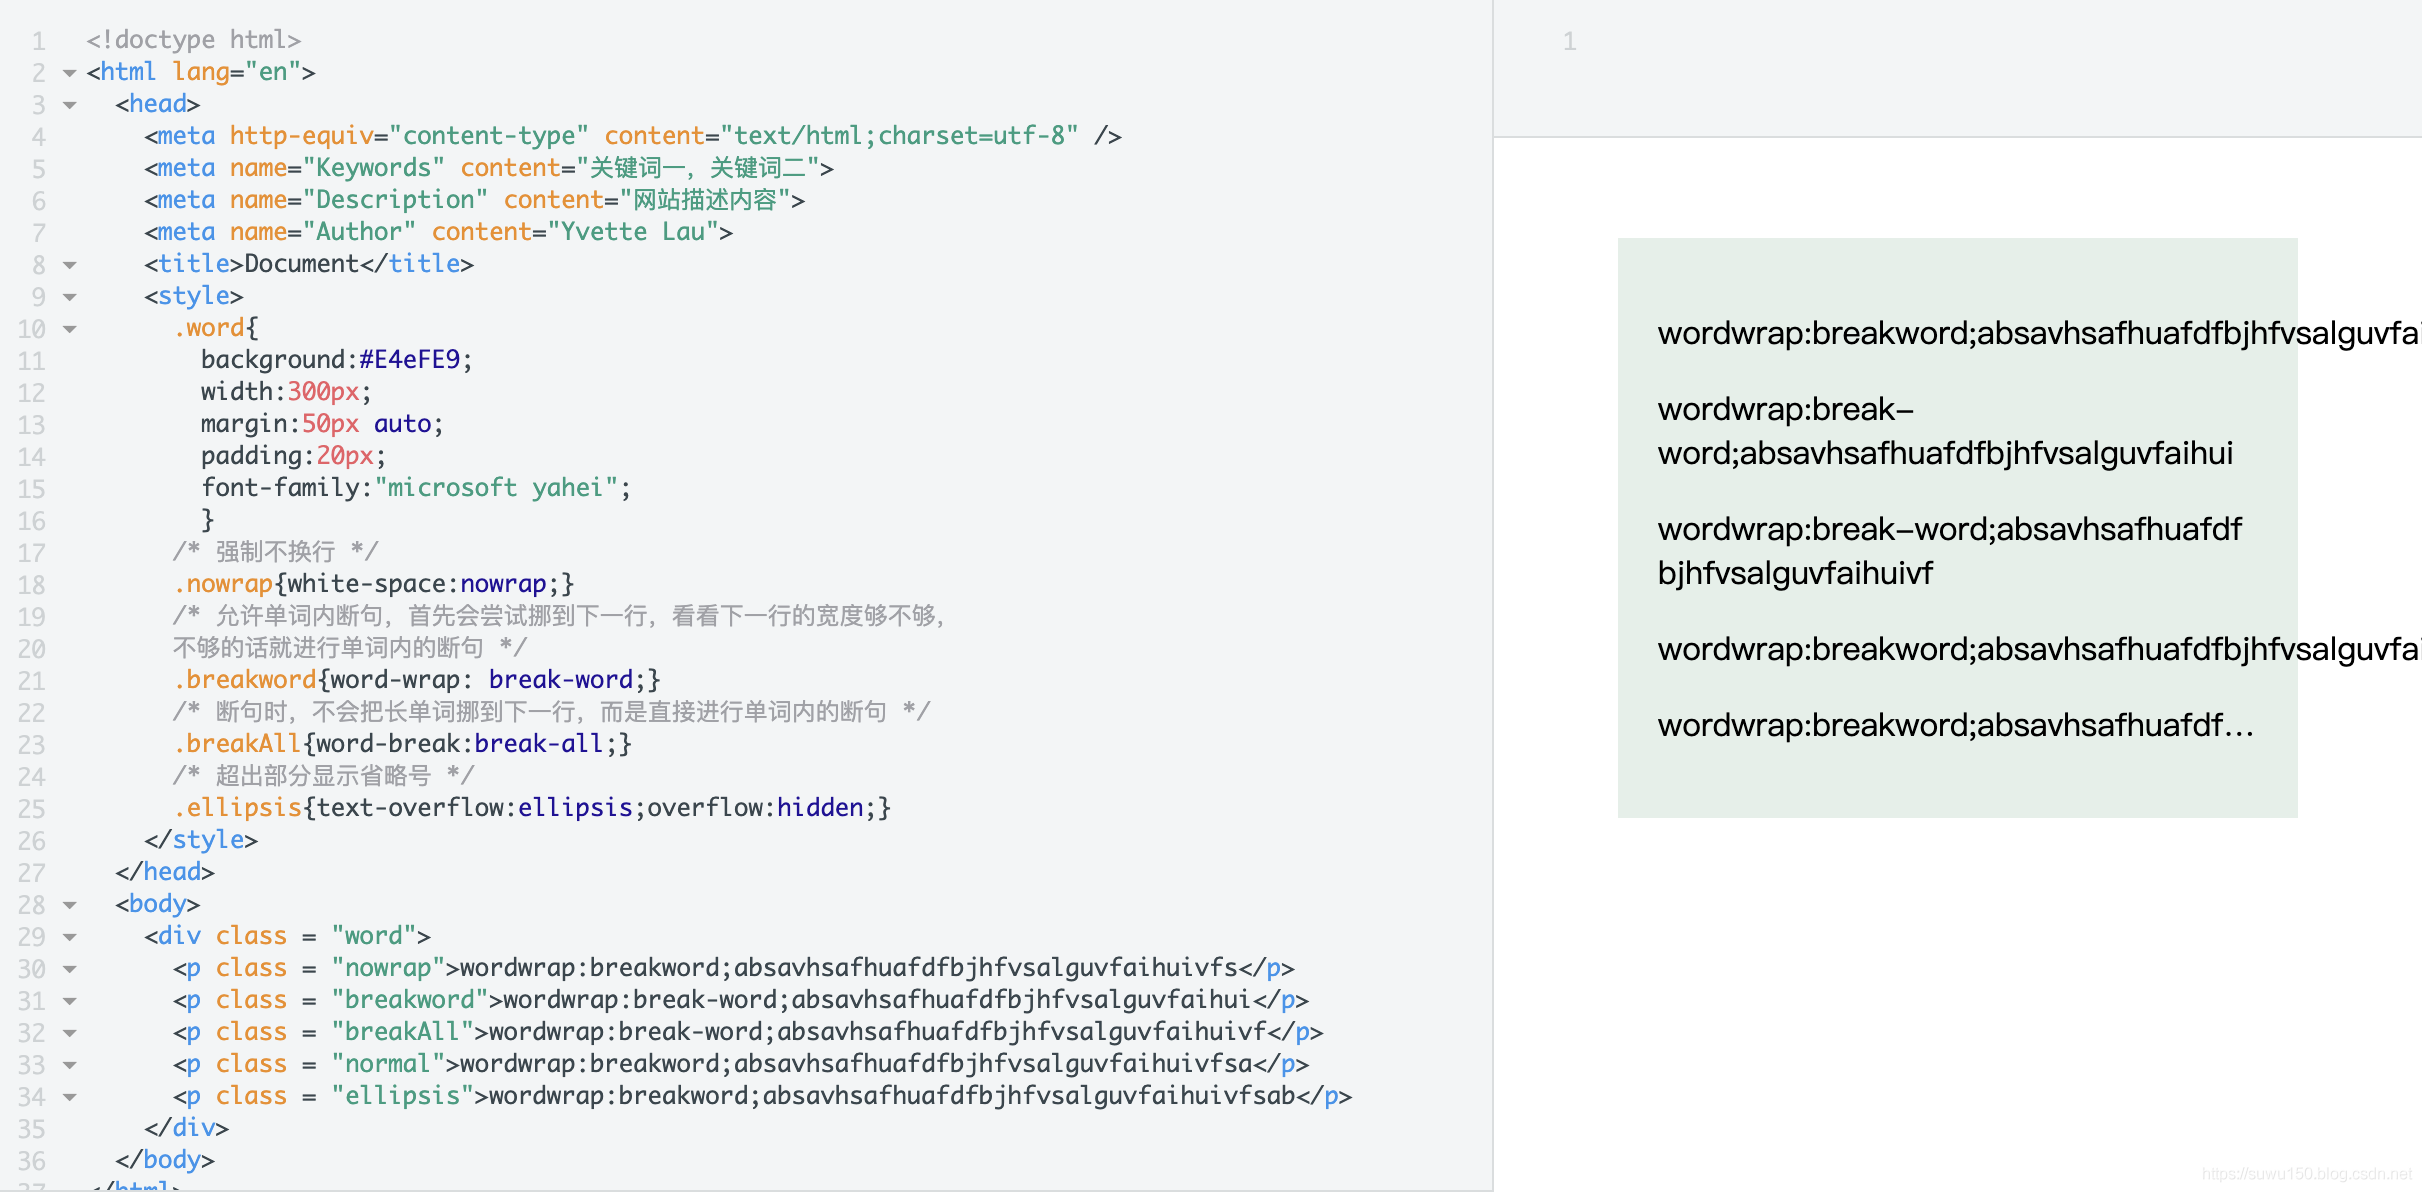 1 <!doctype html>
2 <html lang="en">
3 <head>
4 <meta http-equiv="content-type" content="text/html;charset=utf-8" />
5 <meta name="Keywords" content="关键词一，关键词二">
6 <meta name="Description" content="网站描述内容">
7 <meta name="Author" content="Yvette Lau">
8 <title>Document</title>
9 <style>
10 .word{
11 background:#E4eFE9;
12 width:300px;
13 margin:50px auto;
14 padding:20px;
15 font-family:"microsoft yahei";
16 }
17 /* 强制不换行 */
18 .nowrap{white-space:nowrap;}
19 /* 允许单词内断句，首先会尝试挪到下一行，看看下一行的宽度够不够，
20 不够的话就进行单词内的断句 */
21 .breakword{word-wrap: break-word;}
22 /* 断句时，不会把长单词挪到下一行，而是直接进行单词内的断句 */
23 .breakAll{word-break:break-all;}
24 /* 超出部分显示省略号 */
25 .ellipsis{text-overflow:ellipsis;overflow:hidden;}
26 </style>
27 </head>
28 <body>
29 <div class = "word">
30 <p class = "nowrap">wordwrap:breakword;absavhsafhuafdfbjhfvsalguvfaihuivfs</p>
31 <p class = "breakword">wordwrap:break-word;absavhsafhuafdfbjhfvsalguvfaihui</p>
32 <p class = "breakAll">wordwrap:break-word;absavhsafhuafdfbjhfvsalguvfaihuivf</p>
33 <p class = "normal">wordwrap:breakword;absavhsafhuafdfbjhfvsalguvfaihuivfsa</p>
34 <p class = "ellipsis">wordwrap:breakword;absavhsafhuafdfbjhfvsalguvfaihuivfsab</p>
35 </div>
36 </body>
37 </html>
1
wordwrap:breakword;absavhsafhuafdfbjhfvsalguvfai
wordwrap:break-
word;absavhsafhuafdfbjhfvsalguvfaihui
wordwrap:break-word;absavhsafhuafdf
bjhfvsalguvfaihuivf
wordwrap:breakword;absavhsafhuafdfbjhfvsalguvfai
wordwrap:breakword;absavhsafhuafdf...
https://suwu150.blog.csdn.net